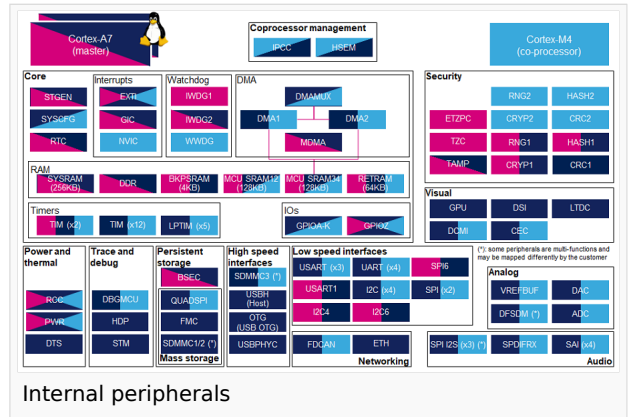 Cortex-A7
(master)
Coprocessor management
IPCC
HSEM
Cortex-M4
(co-processor)
Core
Interrupts
Watchdog
DMA
Security
STGEN
EXTI
IWDG1
DMAMUX
RNG2
HASH2
SYSCFG
GIC
IWDG2
DMA1
DMA2
ETZPC
CRYP2
CRC2
RTC
NVIC
WWDG
MDMA
TZC
RNG1
HASH1
TAMP
CRYP1
CRC1
RAM
SYSRAM
(256KB)
DDR
BKPSRAM
(4KB)
MCU SRAM12
(128KB)
MCU SRAM34
(128KB)
RETRAM
(64KB)
Visual
GPU
DSI
LTDC
DCMI
CEC
Timers
TIM (x2)
TIM (x12)
LPTIM (x5)
IOs
GPIOA-K
GPIOZ
Power and
thermal
RCC
PWR
DTS
Trace and
debug
DBGMCU
HDP
STM
Persistent
storage
BSEC
QUADSPI
FMC
SDMMC1/2 (*)
Mass storage
High speed
interfaces
SDMMC3 (*)
USBH
(Host)
OTG
(USB OTG)
USBPHYC
Low speed interfaces
USART (x3)
UART (x4)
SPI6
USART1
I2C (x4)
SPI (x2)
I2C4
I2C6
FDCAN
ETH
Networking
(*): some peripherals are multi-functions and
may be mapped differently by the customer
Analog
VREFBUF
DAC
DFSDM (*)
ADC
SPI I2S (x3) (*)
SPDIFRX
SAI (x4)
Audio
Internal peripherals